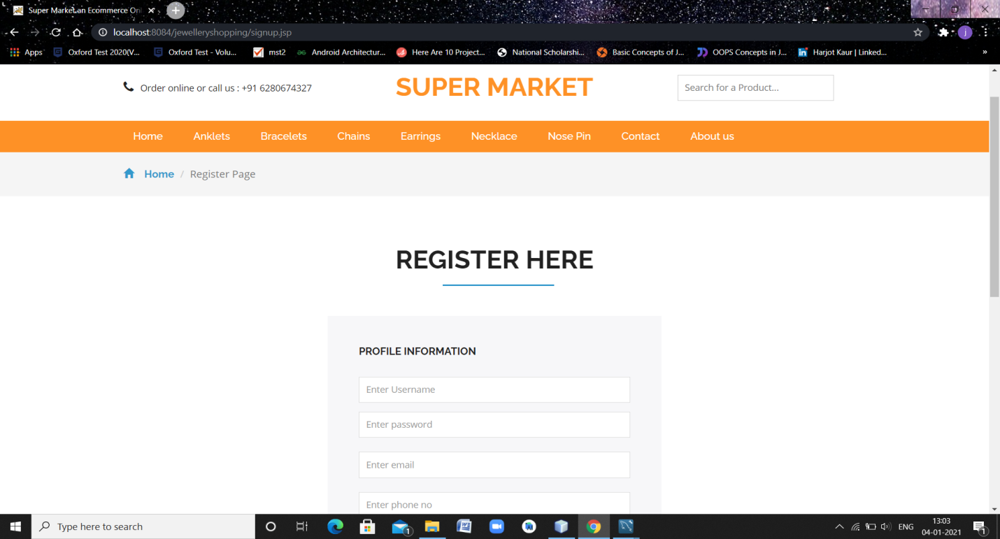 Super Market an Ecommerce Onl
localhost:8084/jewelleryshopping/signup.jsp
j
Apps Oxford Test 2020(V... Oxford Test - Volu... mst2 Android Architectur... Here Are 10 Project... National Scholarshi... Basic Concepts of J... OOPS Concepts in J... Harjot Kaur | Linked... »
Order online or call us : +91 6280674327
SUPER MARKET
Search for a Product...
Home Anklets Bracelets Chains Earrings Necklace Nose Pin Contact About us
Home / Register Page
REGISTER HERE
PROFILE INFORMATION
Enter Username
Enter password
Enter email
Enter phone no
Type here to search
1
ENG
13:03
04-01-2021
1